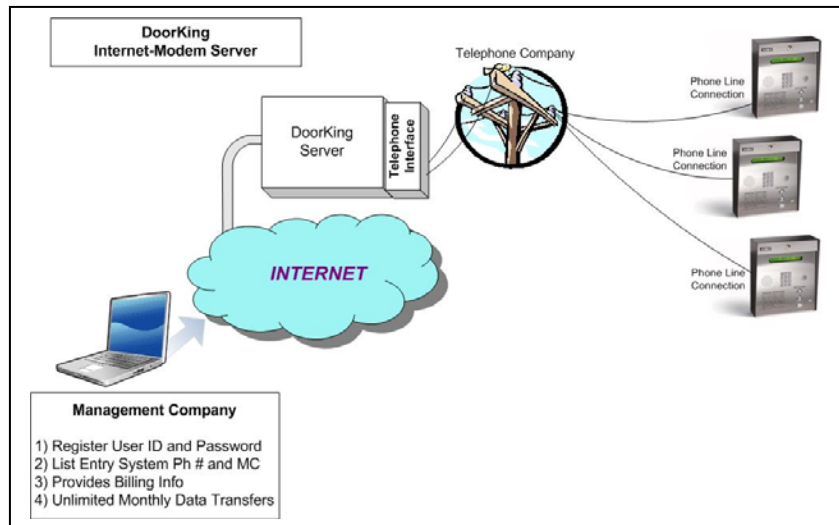 DoorKing
Internet-Modem Server
Telephone Company
Phone Line
Connection
DoorKing
Server
Telephone
Interface
Phone Line
Connection
INTERNET
Phone Line
Connection
Management Company
1) Register User ID and Password
2) List Entry System Ph # and MC
3) Provides Billing Info
4) Unlimited Monthly Data Transfers